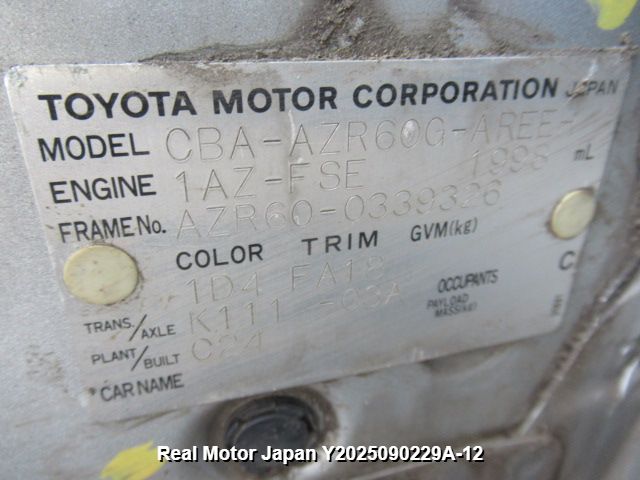 TOYOTA MOTOR CORPORATION JAPAN
MODEL CBA-AZR60G-AREE-
ENGINE 1AZ-FSE 1998 mL
FRAME No. AZR60-0339326
COLOR TRIM GVM(kg)
1D4 FA18 C
TRANS./AXLE K111 -03A OCCUPANTS
PAYLOAD MASS(KG)
PLANT/BUILT C24
* CAR NAME
Real Motor Japan Y2025090229A-12